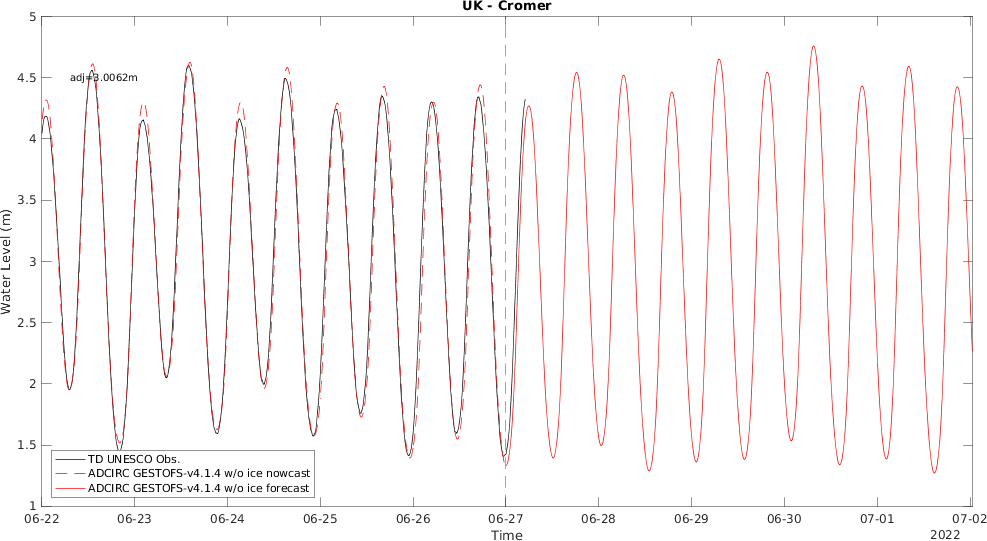 UK - Cromer
5
4.5
4
3.5
3
2.5
2
1.5
1
Water Level (m)
adj=3.0062m
TD UNESCO Obs.
ADCIRC GESTOFS-v4.1.4 w/o ice nowcast
ADCIRC GESTOFS-v4.1.4 w/o ice forecast
06-22 06-23 06-24 06-25 06-26 06-27 06-28 06-29 06-30 07-01 07-02
Time
2022